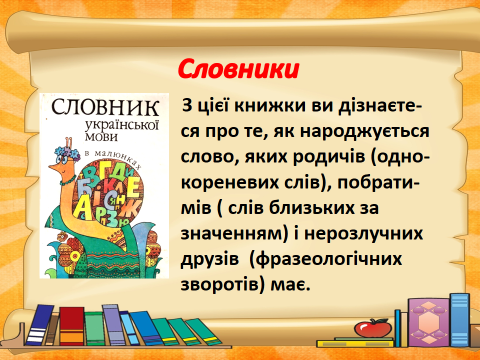 Словники
СЛОВНИК
української
мови
в малюнках
З цієї книжки ви дізнаєте-
ся про те, як народжується
слово, яких родичів (одно-
кореневих слів), побрати-
мів ( слів близьких за
значенням) і нерозлучних
друзів (фразеологічних
зворотів) має.